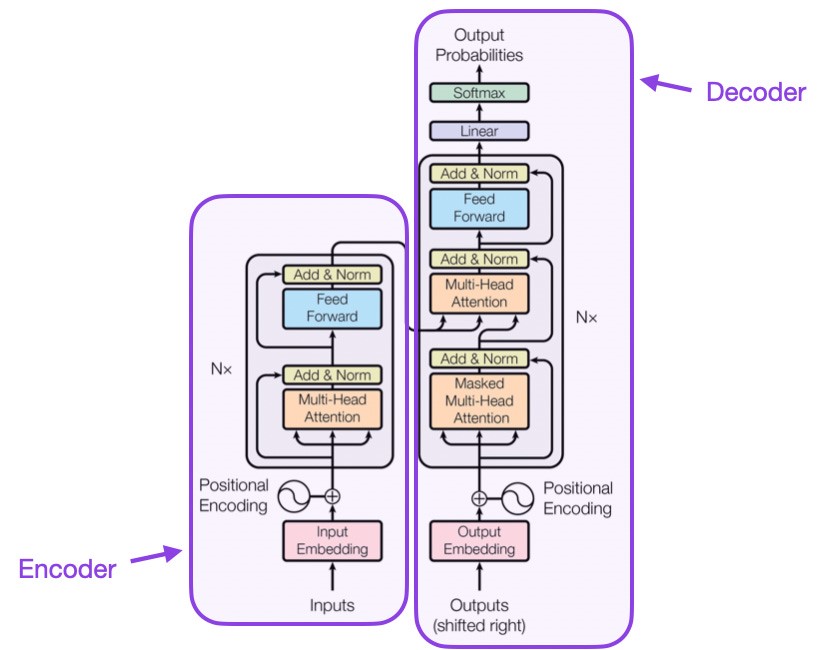 Output
Probabilities
Softmax
Linear
Add & Norm
Feed
Forward
Add & Norm
Multi-Head
Attention
Add & Norm
Masked
Multi-Head
Attention
N×
Positional
Encoding
Output
Embedding
Outputs
(shifted right)
Decoder
Add & Norm
Feed
Forward
Add & Norm
Multi-Head
Attention
N×
Positional
Encoding
Input
Embedding
Inputs
Encoder